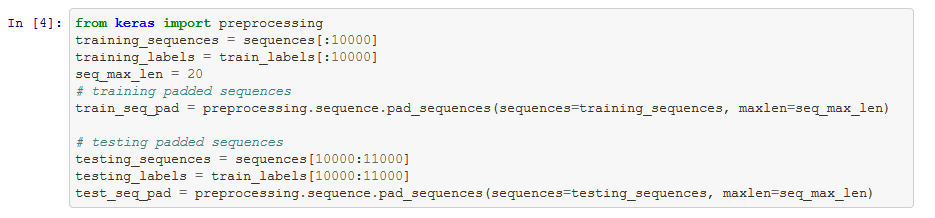 In [4]: from keras import preprocessing
training_sequences = sequences[:10000]
training_labels = train_labels[:10000]
seq_max_len = 20
# training padded sequences
train_seq_pad = preprocessing.sequence.pad_sequences(sequences=training_sequences, maxlen=seq_max_len)
# testing padded sequences
testing_sequences = sequences[10000:11000]
testing_labels = train_labels[10000:11000]
test_seq_pad = preprocessing.sequence.pad_sequences(sequences=testing_sequences, maxlen=seq_max_len)